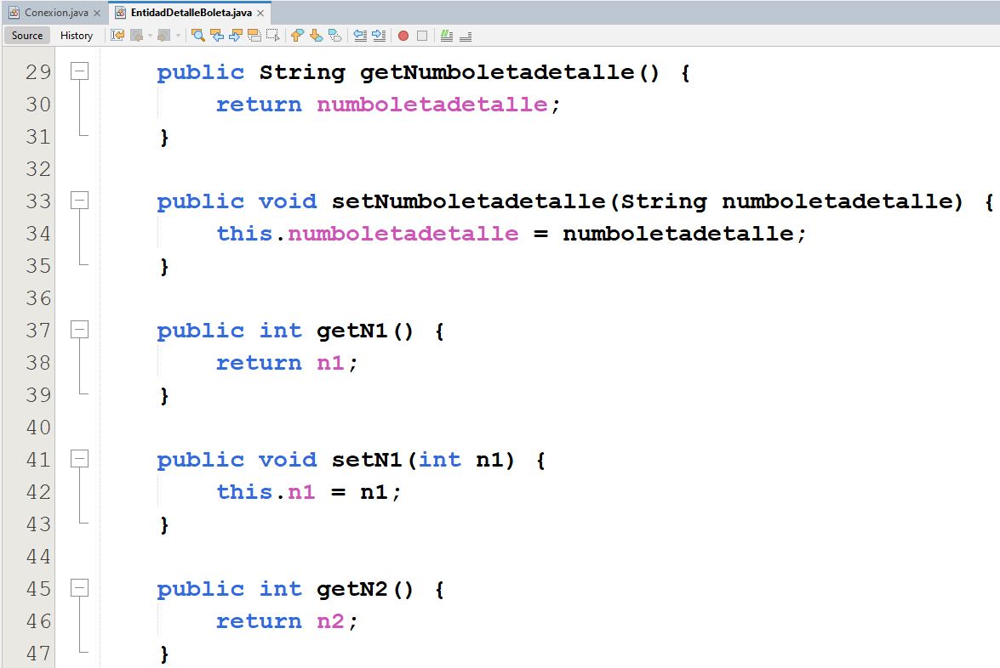 Conexion.java
EntidadDetalleBoleta.java
Source History
29 public String getNumboletadetalle() {
30 return numboletadetalle;
31 }
32
33 public void setNumboletadetalle(String numboletadetalle) {
34 this.numboletadetalle = numboletadetalle;
35 }
36
37 public int getN1() {
38 return n1;
39 }
40
41 public void setN1(int n1) {
42 this.n1 = n1;
43 }
44
45 public int getN2() {
46 return n2;
47 }